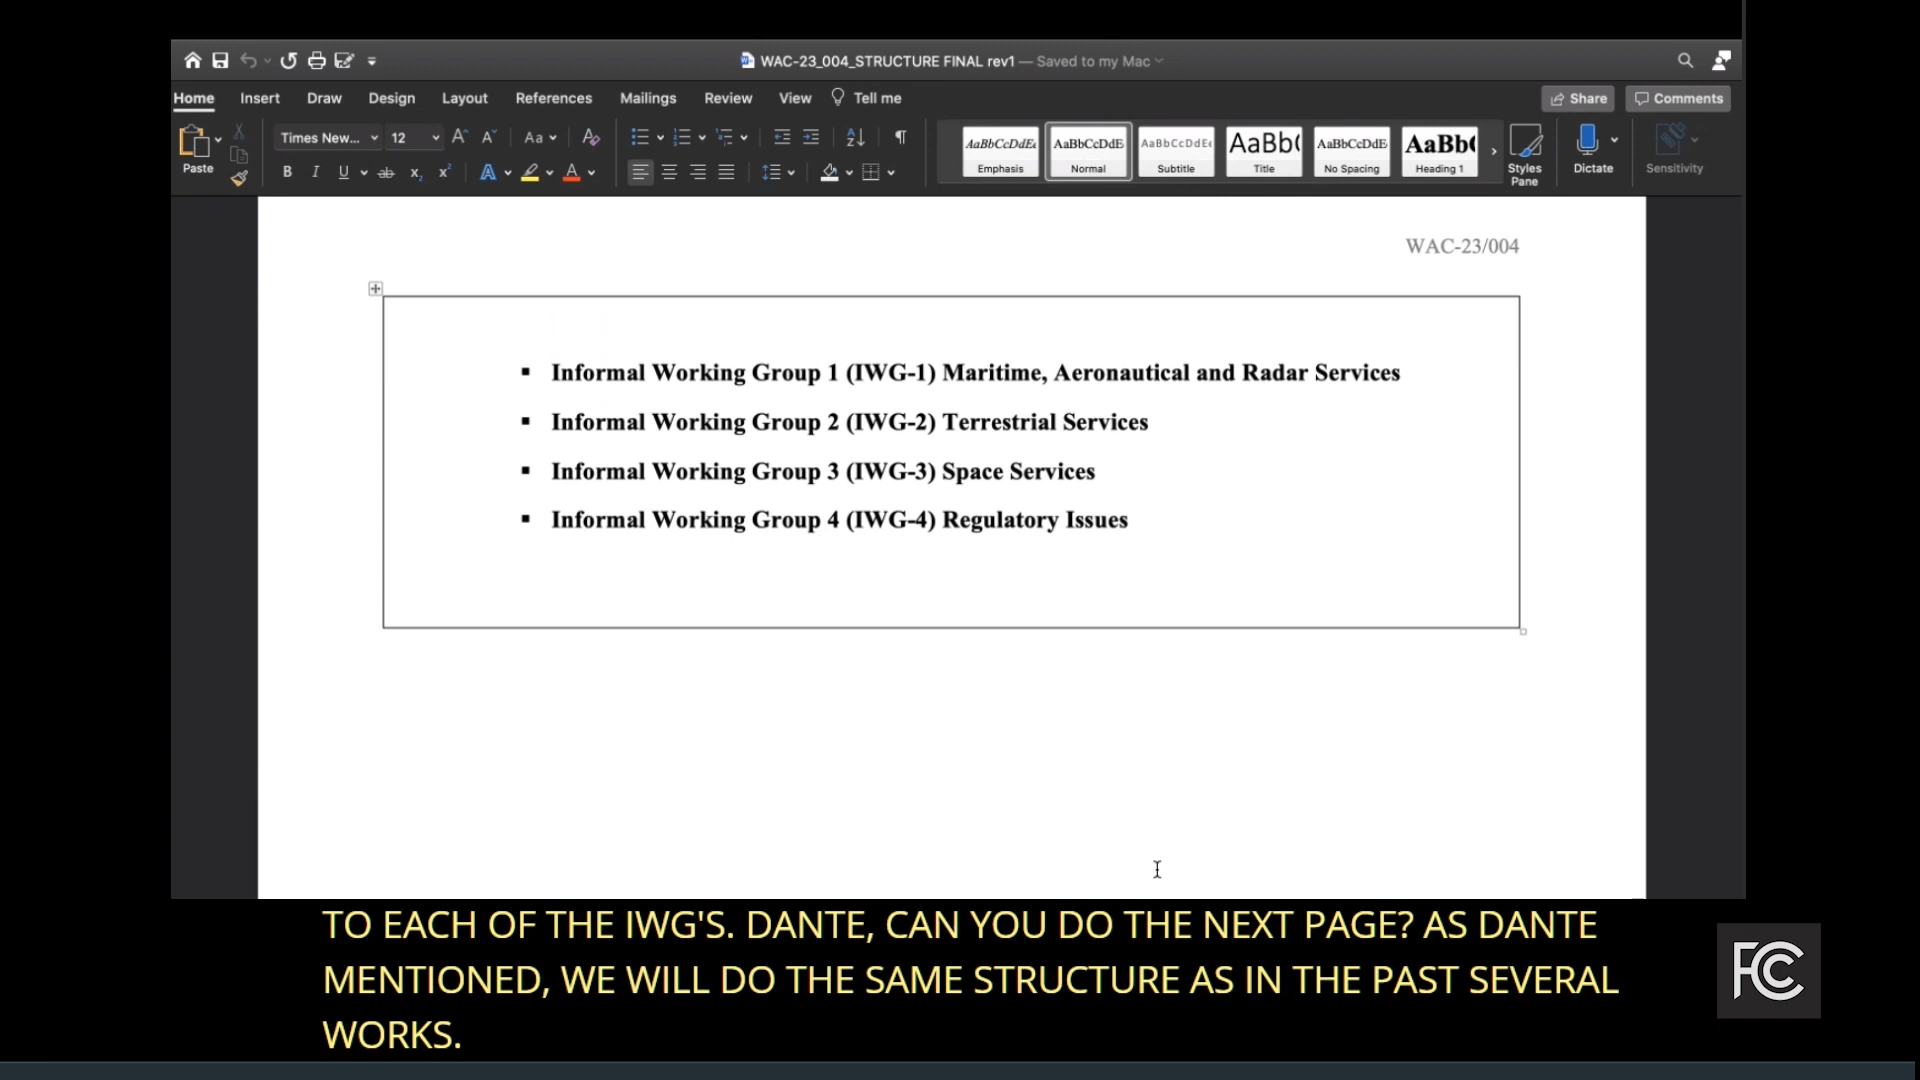 WAC-23_004_STRUCTURE FINAL rev1 — Saved to my Mac
Home Insert Draw Design Layout References Mailings Review View Tell me Share Comments
Paste
Times New... 12 Aa
B I U ab x₂ x² A A
AaBbCcDdEe AaBbCcDdE AaBbCcDdEe AaBb( AaBbCcDdE AaBb(
Emphasis Normal Subtitle Title No Spacing Heading 1
Styles Pane Dictate Sensitivity
WAC-23/004
▪ Informal Working Group 1 (IWG-1) Maritime, Aeronautical and Radar Services
▪ Informal Working Group 2 (IWG-2) Terrestrial Services
▪ Informal Working Group 3 (IWG-3) Space Services
▪ Informal Working Group 4 (IWG-4) Regulatory Issues
TO EACH OF THE IWG'S. DANTE, CAN YOU DO THE NEXT PAGE? AS DANTE
MENTIONED, WE WILL DO THE SAME STRUCTURE AS IN THE PAST SEVERAL
WORKS.
FCC